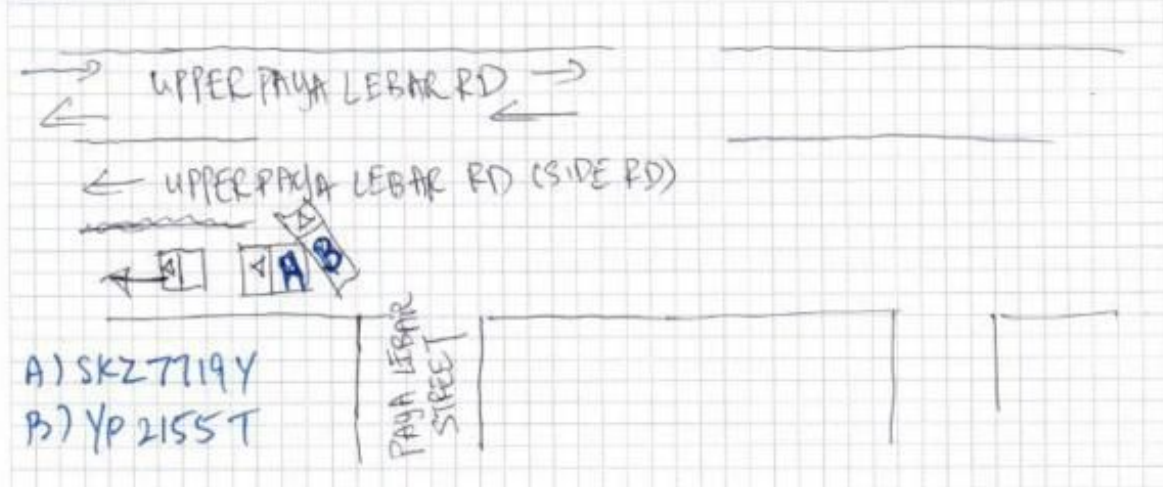 UPPER PAYA LEBAR RD
UPPER PAYA LEBAR RD (SIDE RD)
A B
PAYA LEBAR
STREET
A) SKZ7719Y
B) YP2155T